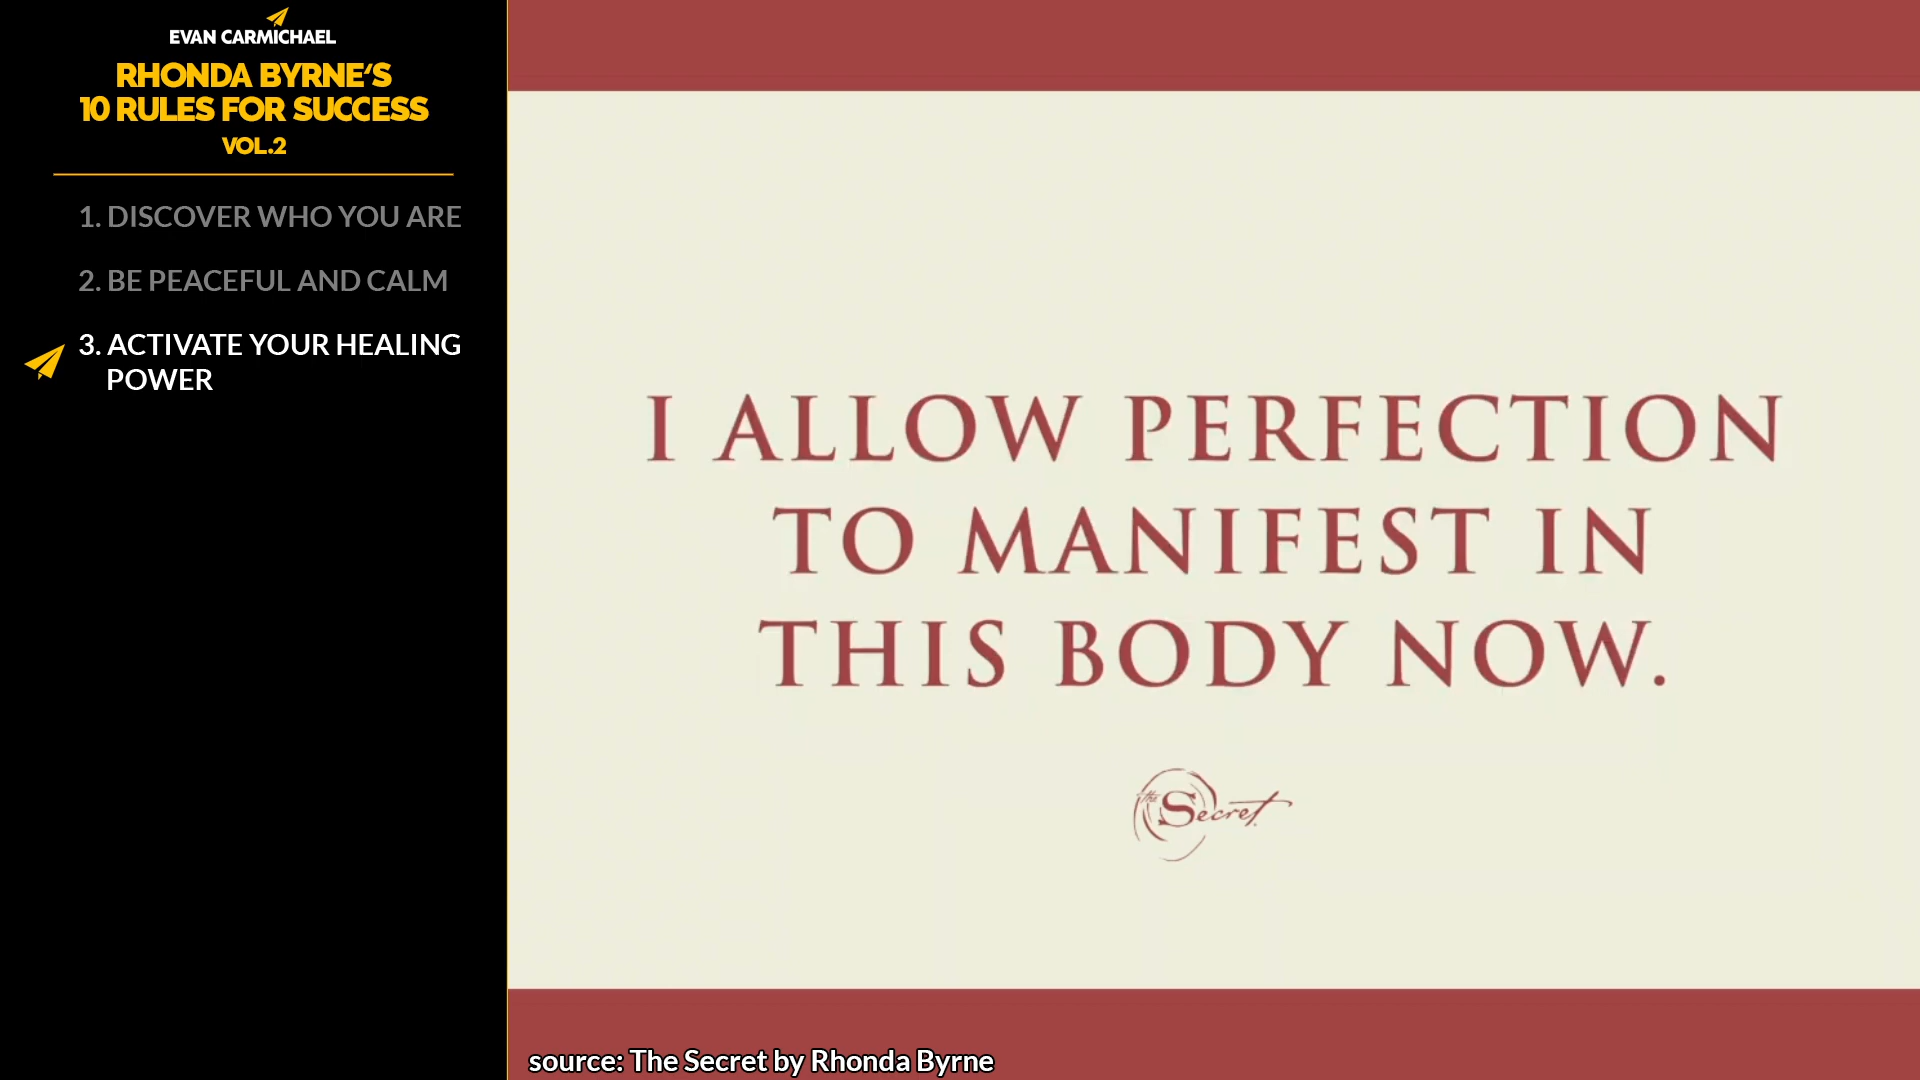 EVAN CARMICHAEL
RHONDA BYRNE'S
10 RULES FOR SUCCESS
VOL.2
1. DISCOVER WHO YOU ARE
2. BE PEACEFUL AND CALM
3. ACTIVATE YOUR HEALING
POWER
I ALLOW PERFECTION
TO MANIFEST IN
THIS BODY NOW.
the Secret
source: The Secret by Rhonda Byrne